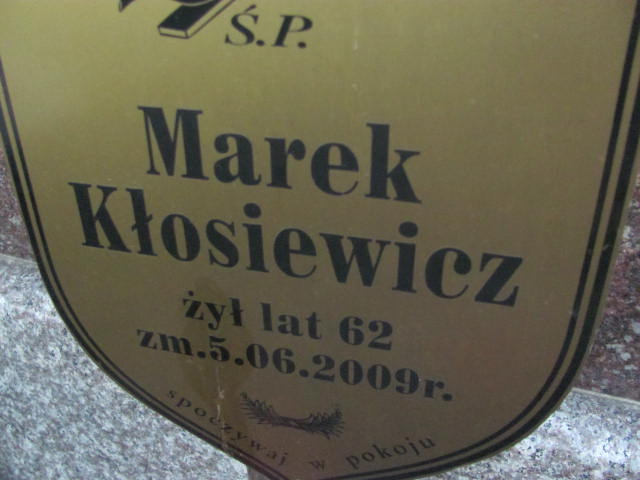 Ś.P.
Marek
Kłosiewicz
żył lat 62
zm.5.06.2009r.
spoczywaj w pokoju